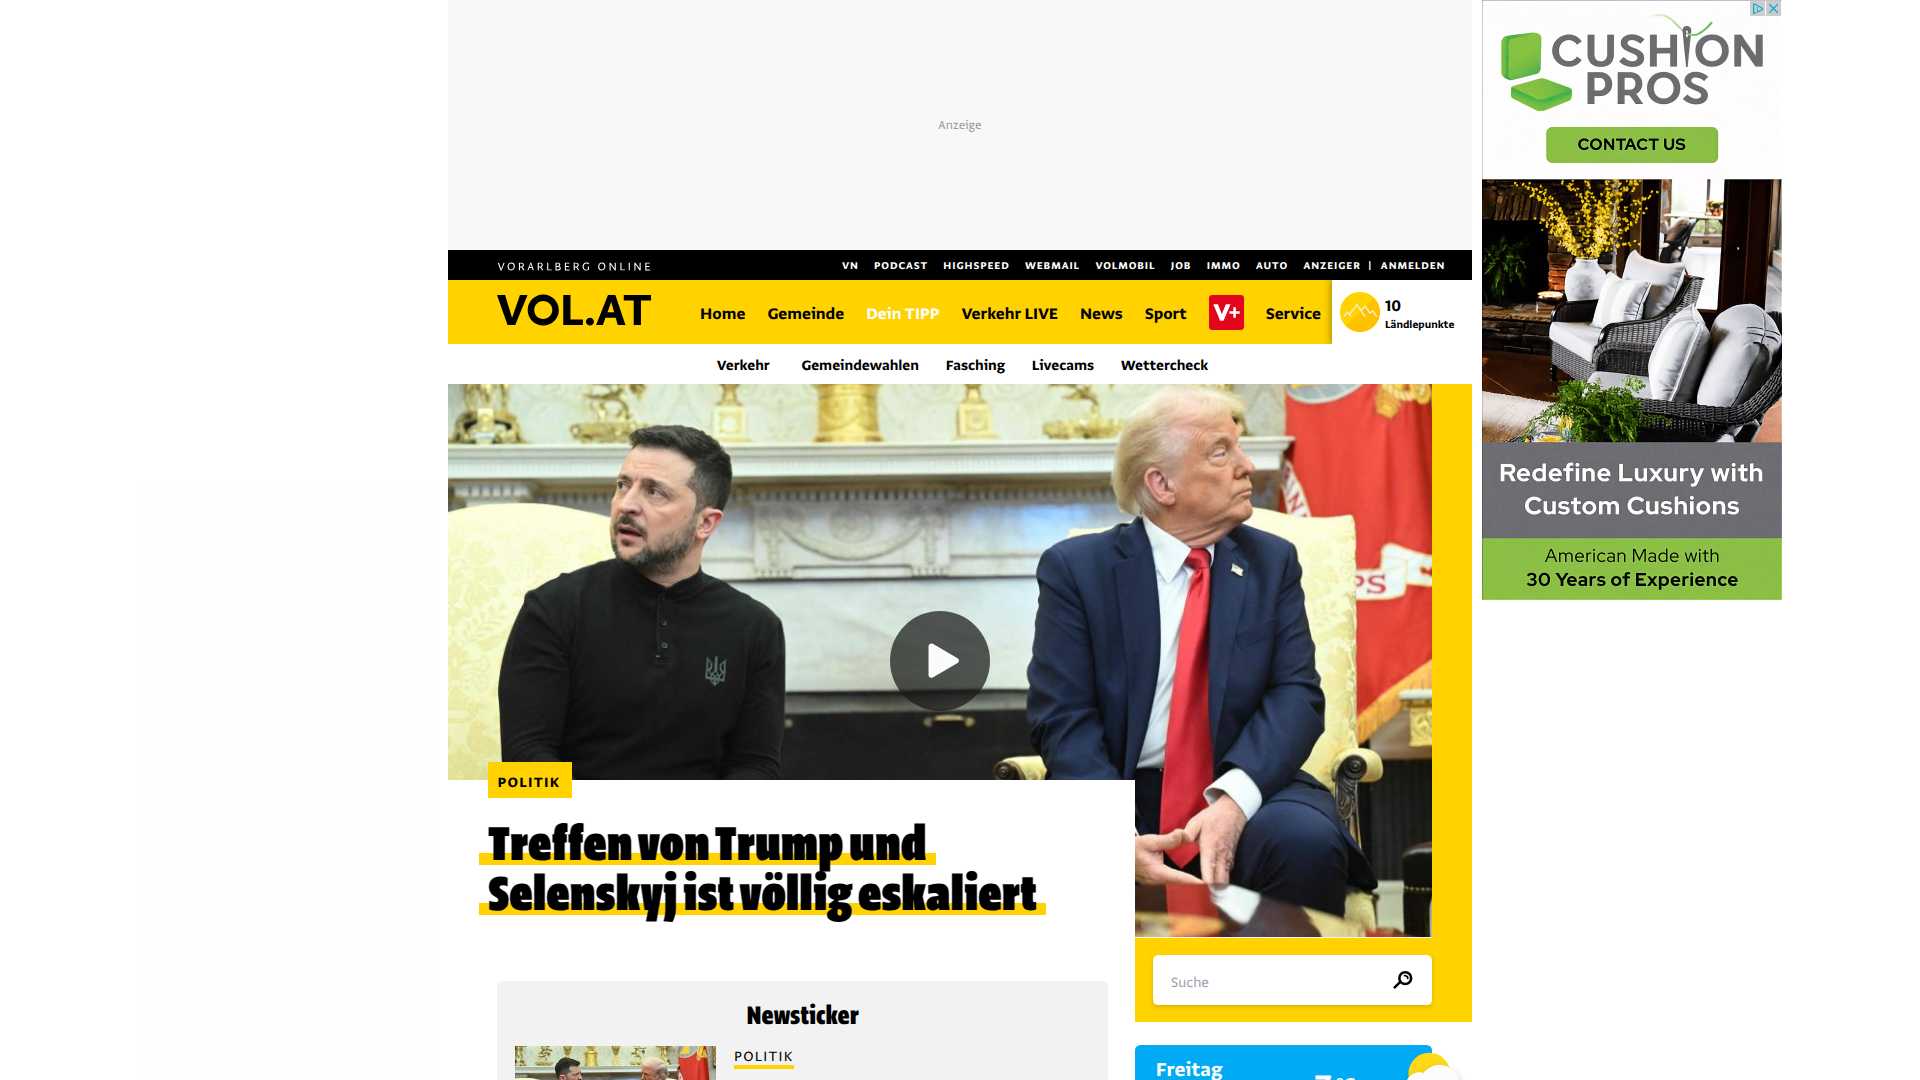 Anzeige
VORARLBERG ONLINE
VN PODCAST HIGHSPEED WEBMAIL VOLMOBIL JOB IMMO AUTO ANZEIGER | ANMELDEN
VOL.AT
Home Gemeinde Dein TIPP Verkehr LIVE News Sport V+ Service
10
Ländlepunkte
Verkehr Gemeindewahlen Fasching Livecams Wettercheck
POLITIK
Treffen von Trump und
Selenskyj ist völlig eskaliert
Suche
Newsticker
POLITIK
Freitag
CUSHION
PROS
CONTACT US
Redefine Luxury with
Custom Cushions
American Made with
30 Years of Experience